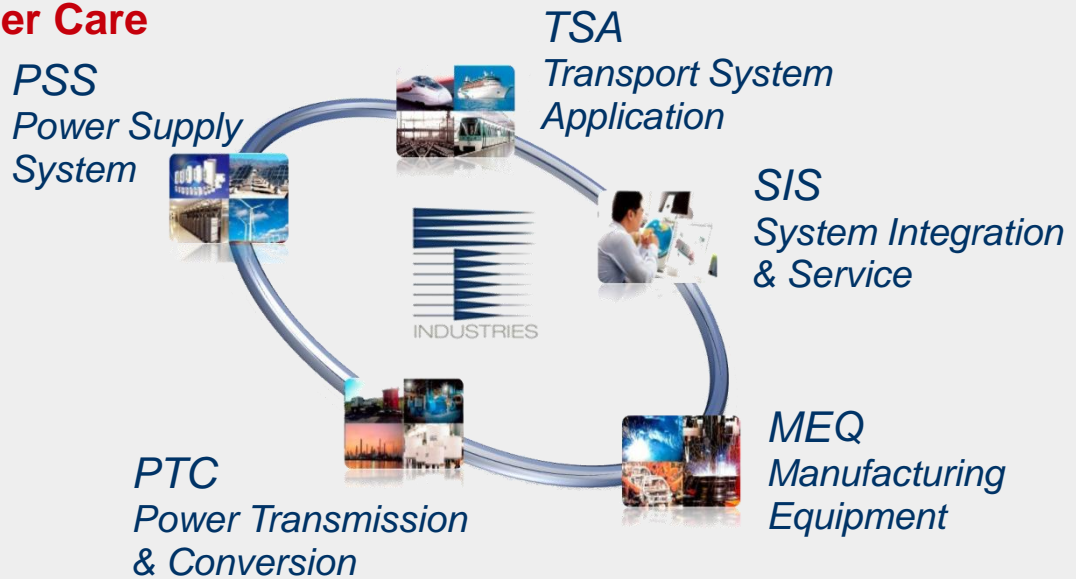 er Care
PSS
Power Supply
System
TSA
Transport System
Application
SIS
System Integration
& Service
INDUSTRIES
MEQ
Manufacturing
Equipment
PTC
Power Transmission
& Conversion